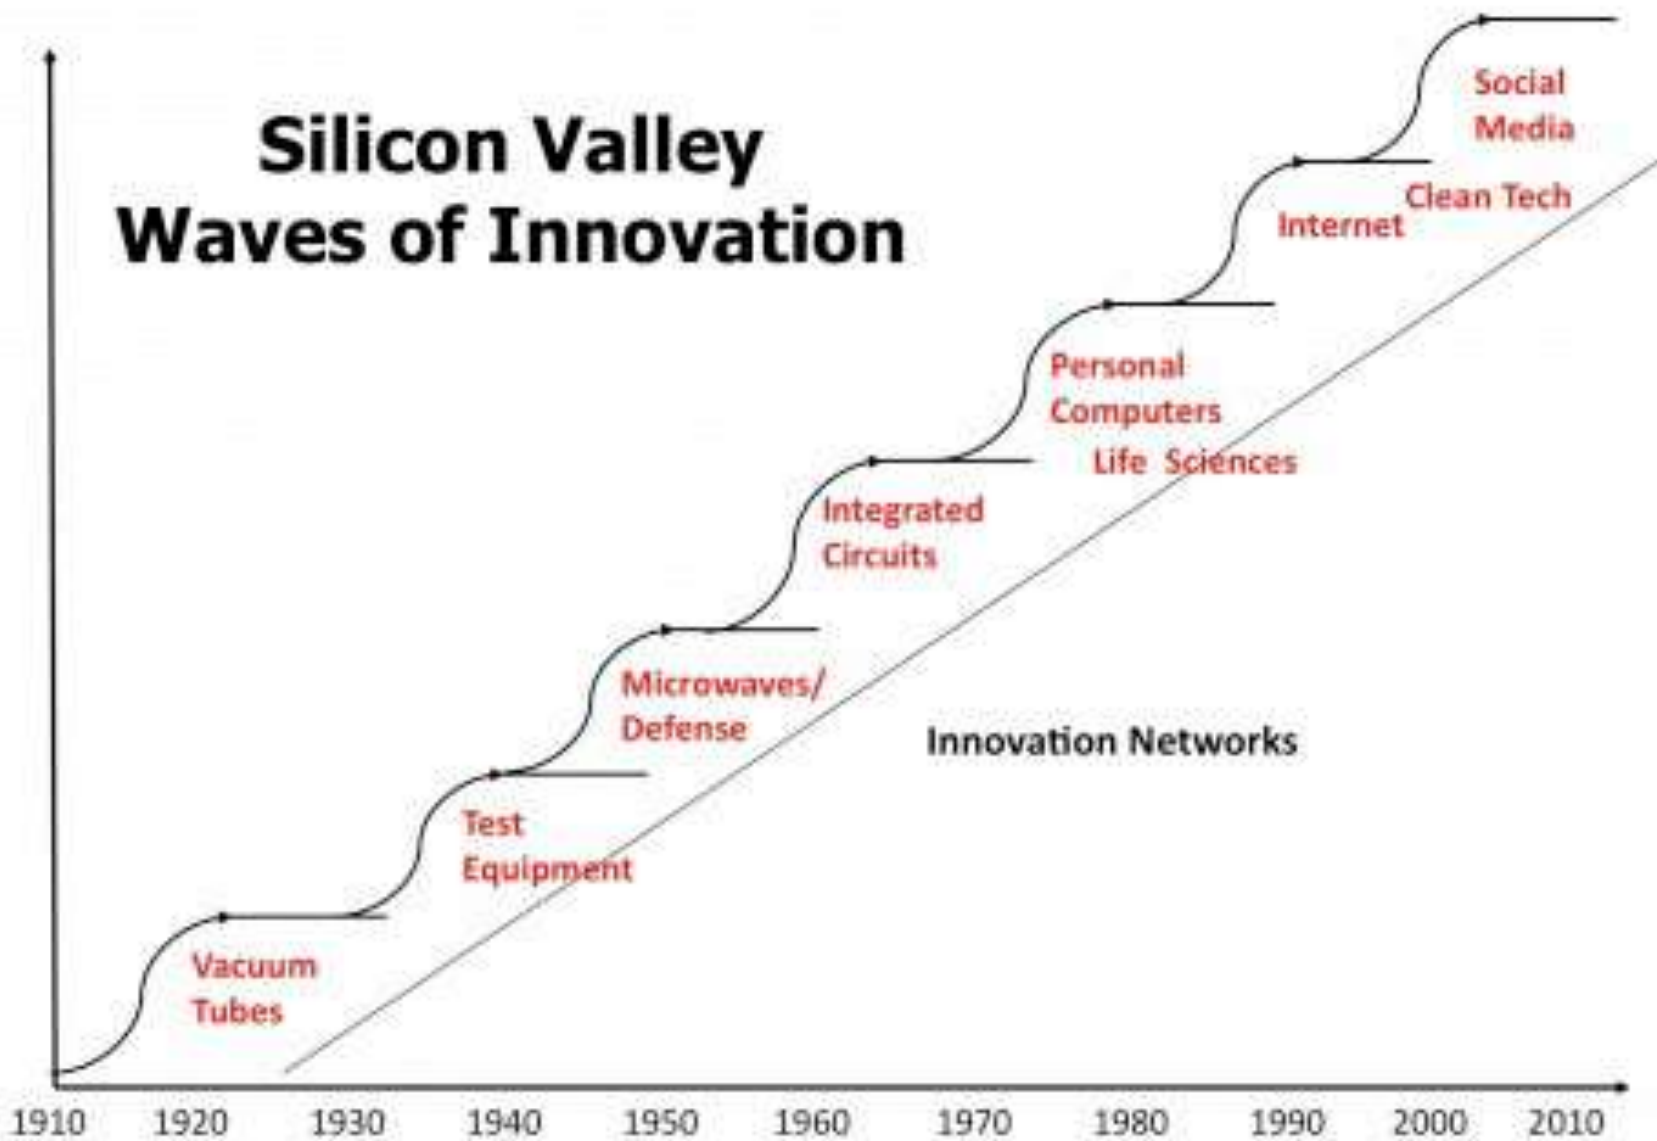 Silicon Valley
Waves of Innovation
Social
Media
Clean Tech
Internet
Personal
Computers
Life Sciences
Integrated
Circuits
Microwaves/
Defense
Innovation Networks
Test
Equipment
Vacuum
Tubes
1910 1920 1930 1940 1950 1960 1970 1980 1990 2000 2010